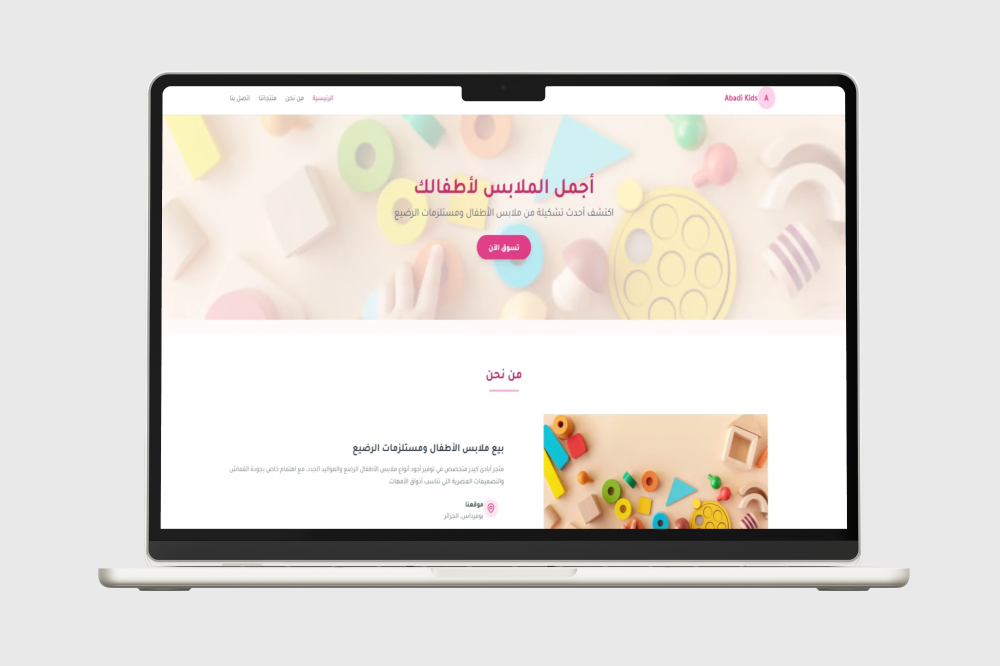 A Abadi Kids
الرئيسية من نحن منتجاتنا اتصل بنا
أجمل الملابس لأطفالك
اكتشف أحدث تشكيلة من ملابس الأطفال ومستلزمات الرضيع
تسوق الآن
من نحن
بيع ملابس الأطفال ومستلزمات الرضيع
متجر آبادي كيدز متخصص في توفير أجود أنواع ملابس الأطفال الرضع والمواليد الجدد، مع اهتمام خاص بجودة القماش
والتصميمات العصرية التي تناسب أذواق الأمهات.
موقعنا
بومرداس، الجزائر